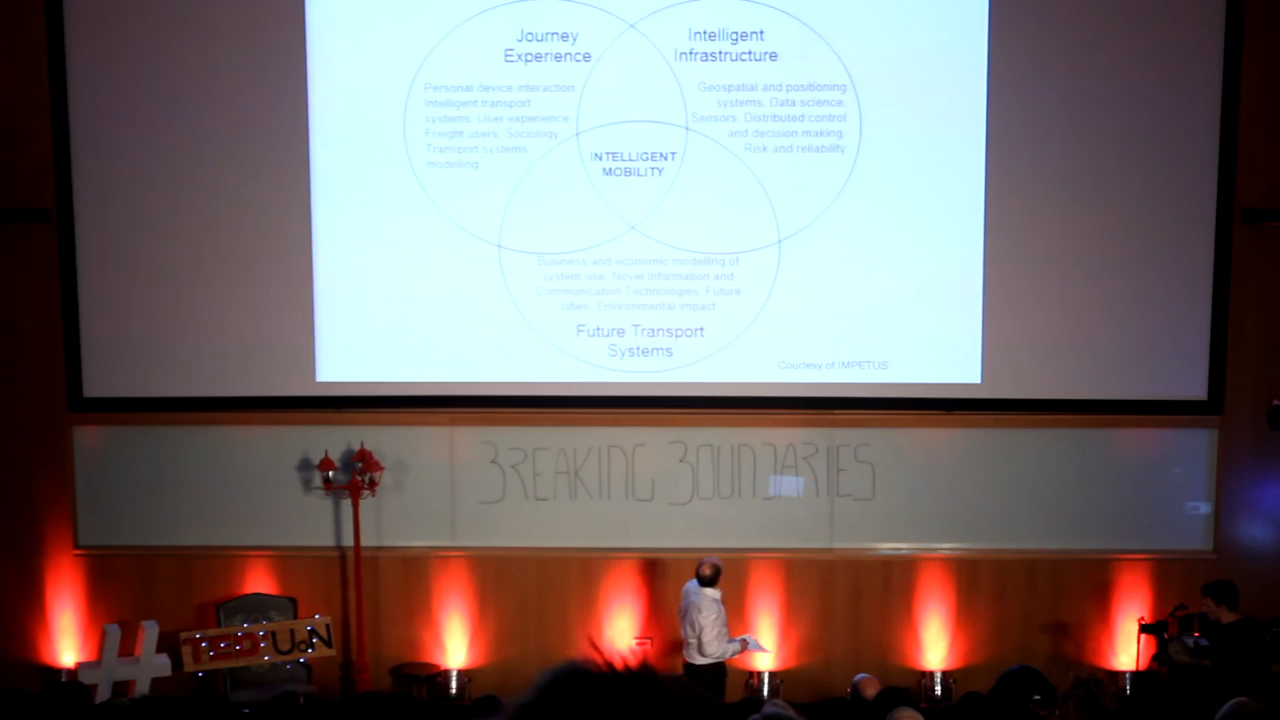 Journey
Experience
Personal device interaction.
Intelligent transport
systems. User experience.
Freight users. Sociology.
Transport systems
modelling.
Intelligent
Infrastructure
Geospatial and positioning
systems. Data science.
Sensors. Distributed control
and decision making.
Risk and reliability.
INTELLIGENT
MOBILITY
Business and economic modelling of
system use. Novel Information and
Communication Technologies. Future
cities. Environmental impact.
Future Transport
Systems
Courtesy of IMPETUS
BREAKING BOUNDARIES
#
TEDxUoN